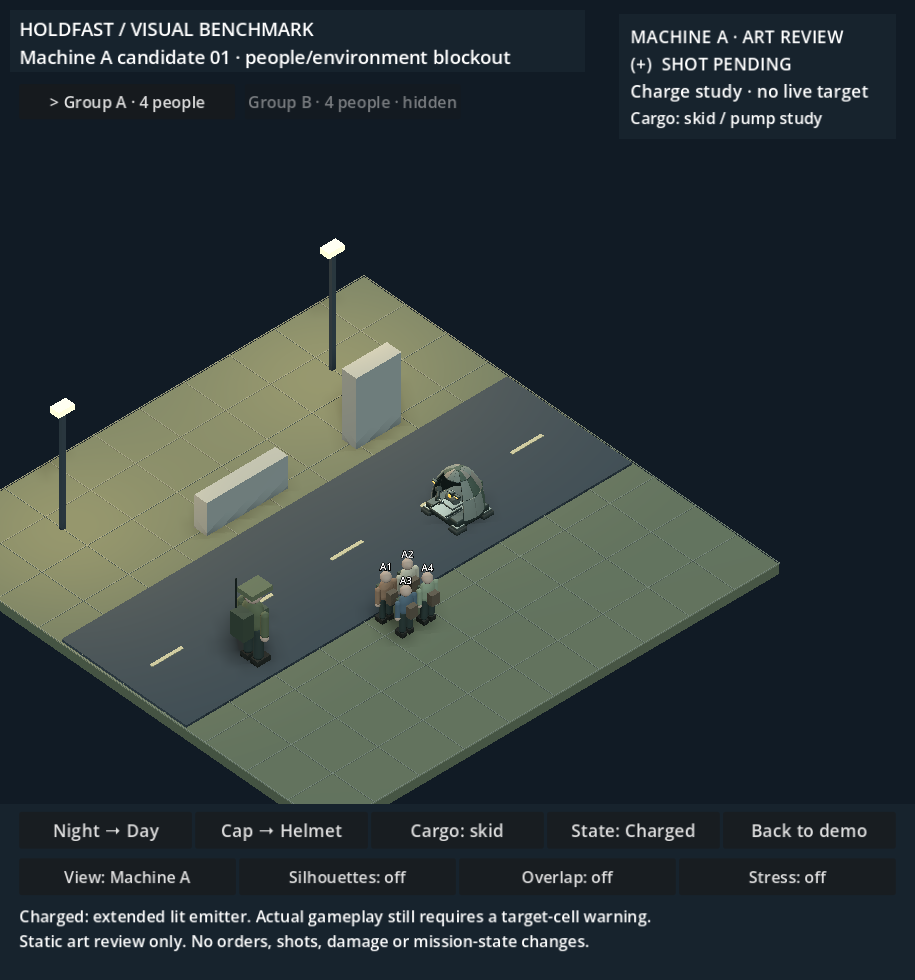 HOLDFAST / VISUAL BENCHMARK
Machine A candidate 01 · people/environment blockout
> Group A · 4 people
Group B · 4 people · hidden
MACHINE A · ART REVIEW
(+) SHOT PENDING
Charge study · no live target
Cargo: skid / pump study
A2
A1
A4
A3
Night → Day
Cap → Helmet
Cargo: skid
State: Charged
Back to demo
View: Machine A
Silhouettes: off
Overlap: off
Stress: off
Charged: extended lit emitter. Actual gameplay still requires a target-cell warning.
Static art review only. No orders, shots, damage or mission-state changes.